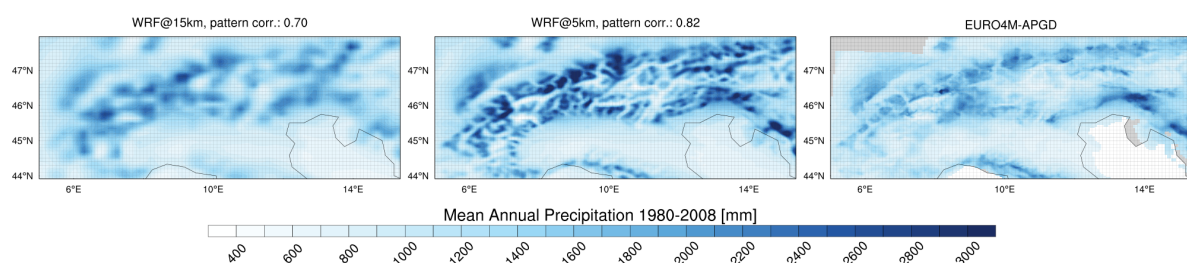 WRF@15km, pattern corr.: 0.70
WRF@5km, pattern corr.: 0.82
EURO4M-APGD
47°N
46°N
45°N
44°N
6°E
10°E
14°E
47°N
46°N
45°N
44°N
6°E
10°E
14°E
47°N
46°N
45°N
44°N
6°E
10°E
14°E
Mean Annual Precipitation 1980-2008 [mm]
400
600
800
1000
1200
1400
1600
1800
2000
2200
2400
2600
2800
3000